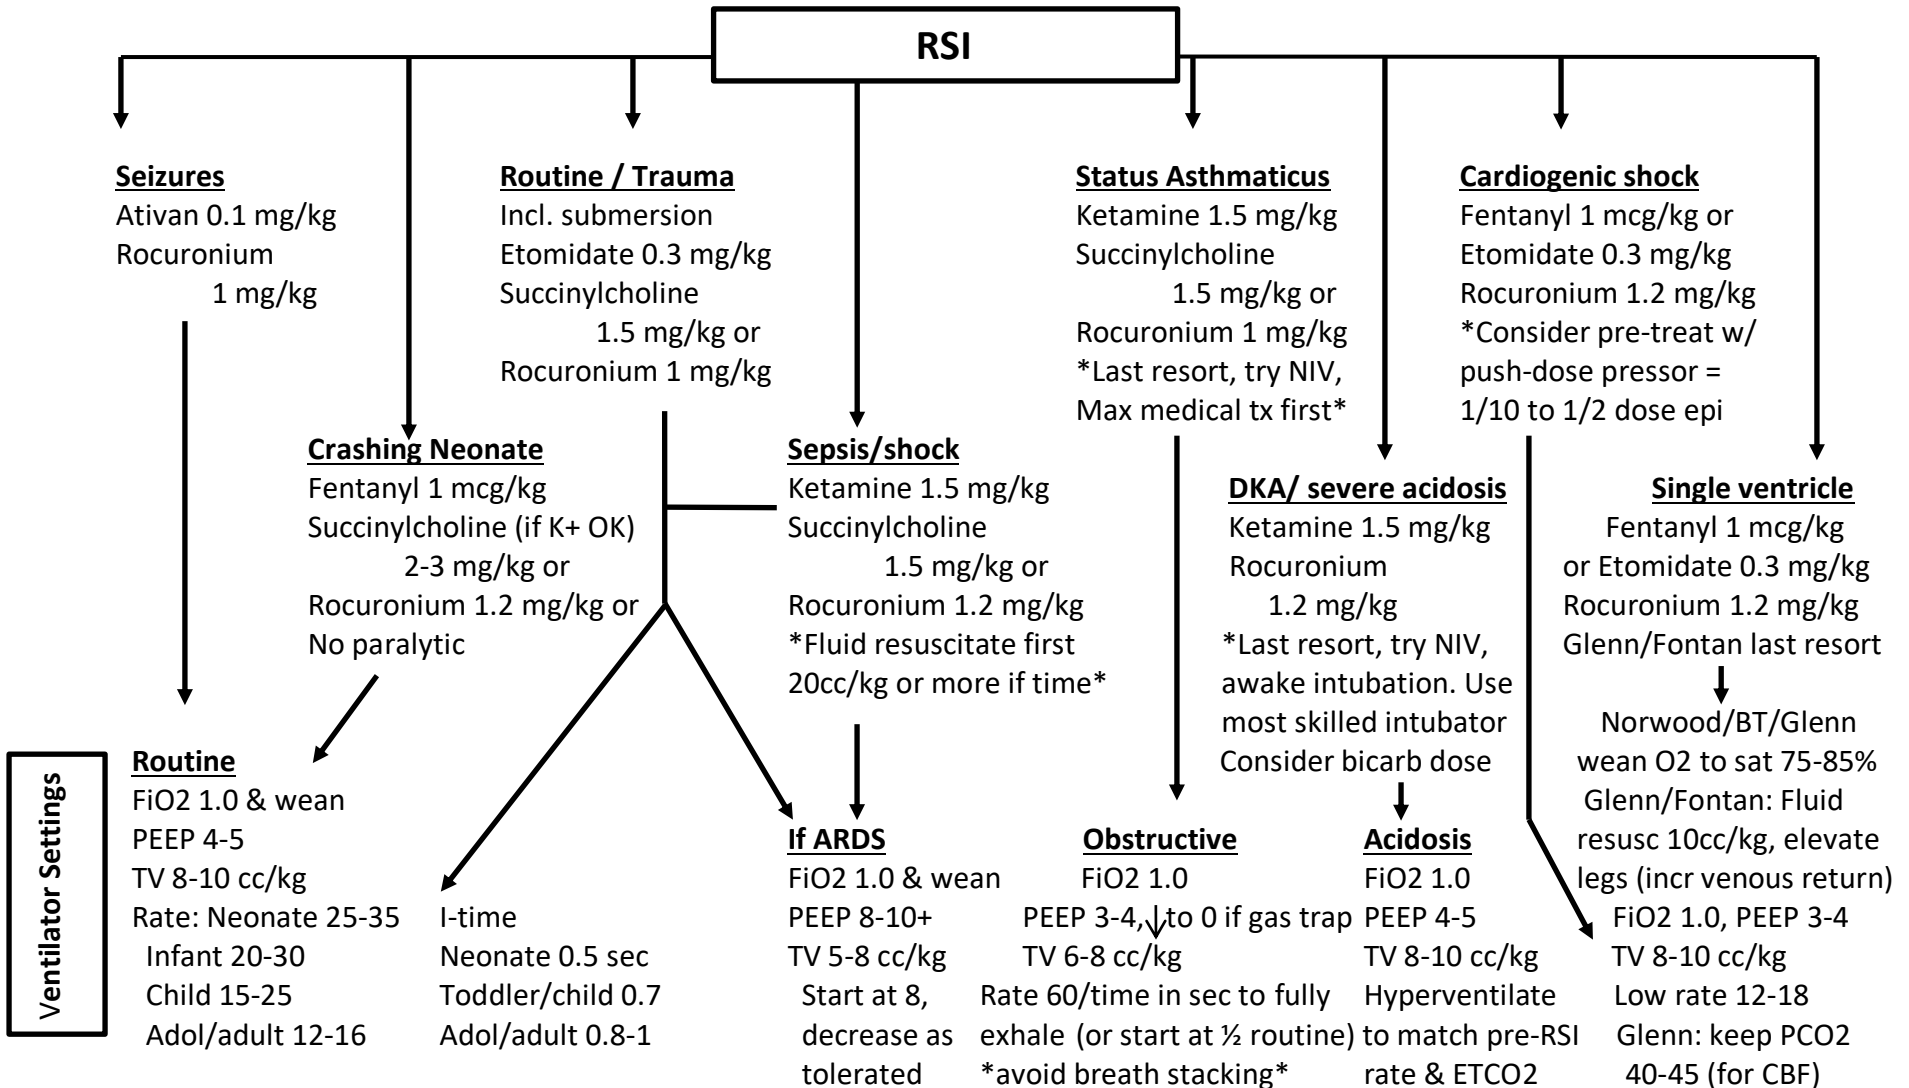 RSI
Seizures
Ativan 0.1 mg/kg
Rocuronium
1 mg/kg
Routine / Trauma
Incl. submersion
Etomidate 0.3 mg/kg
Succinylcholine
1.5 mg/kg or
Rocuronium 1 mg/kg
Status Asthmaticus
Ketamine 1.5 mg/kg
Succinylcholine
1.5 mg/kg or
Rocuronium 1 mg/kg
*Last resort, try NIV,
Max medical tx first*
Cardiogenic shock
Fentanyl 1 mcg/kg or
Etomidate 0.3 mg/kg
Rocuronium 1.2 mg/kg
*Consider pre-treat w/
push-dose pressor =
1/10 to 1/2 dose epi
Crashing Neonate
Fentanyl 1 mcg/kg
Succinylcholine (if K+ OK)
2-3 mg/kg or
Rocuronium 1.2 mg/kg or
No paralytic
Sepsis/shock
Ketamine 1.5 mg/kg
Succinylcholine
1.5 mg/kg or
Rocuronium 1.2 mg/kg
*Fluid resuscitate first
20cc/kg or more if time*
DKA/ severe acidosis
Ketamine 1.5 mg/kg
Rocuronium
1.2 mg/kg
*Last resort, try NIV,
awake intubation. Use
most skilled intubator
Consider bicarb dose
Single ventricle
Fentanyl 1 mcg/kg
or Etomidate 0.3 mg/kg
Rocuronium 1.2 mg/kg
Glenn/Fontan last resort
Norwood/BT/Glenn
wean O2 to sat 75-85%
Glenn/Fontan: Fluid
resusc 10cc/kg, elevate
legs (incr venous return)
FiO2 1.0, PEEP 3-4
TV 8-10 cc/kg
Low rate 12-18
Glenn: keep PCO2
40-45 (for CBF)
Ventilator Settings
Routine
FiO2 1.0 & wean
PEEP 4-5
TV 8-10 cc/kg
Rate: Neonate 25-35
Infant 20-30
Child 15-25
Adol/adult 12-16
I-time
Neonate 0.5 sec
Toddler/child 0.7
Adol/adult 0.8-1
If ARDS
FiO2 1.0 & wean
PEEP 8-10+
TV 5-8 cc/kg
Start at 8,
decrease as
tolerated
Obstructive
FiO2 1.0
PEEP 3-4,↓to 0 if gas trap
TV 6-8 cc/kg
Rate 60/time in sec to fully
exhale (or start at ½ routine)
*avoid breath stacking*
Acidosis
FiO2 1.0
PEEP 4-5
TV 8-10 cc/kg
Hyperventilate
to match pre-RSI
rate & ETCO2